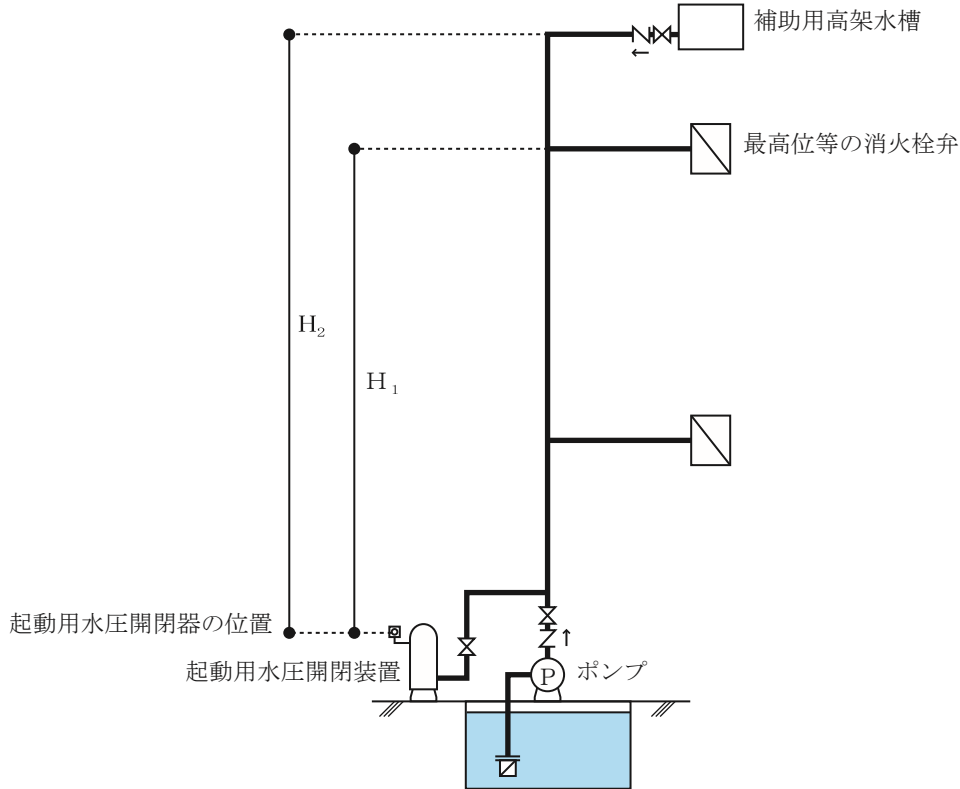 補助用高架水槽
最高位等の消火栓弁
H₂
H₁
起動用水圧開閉器の位置
起動用水圧開閉装置
ポンプ
P